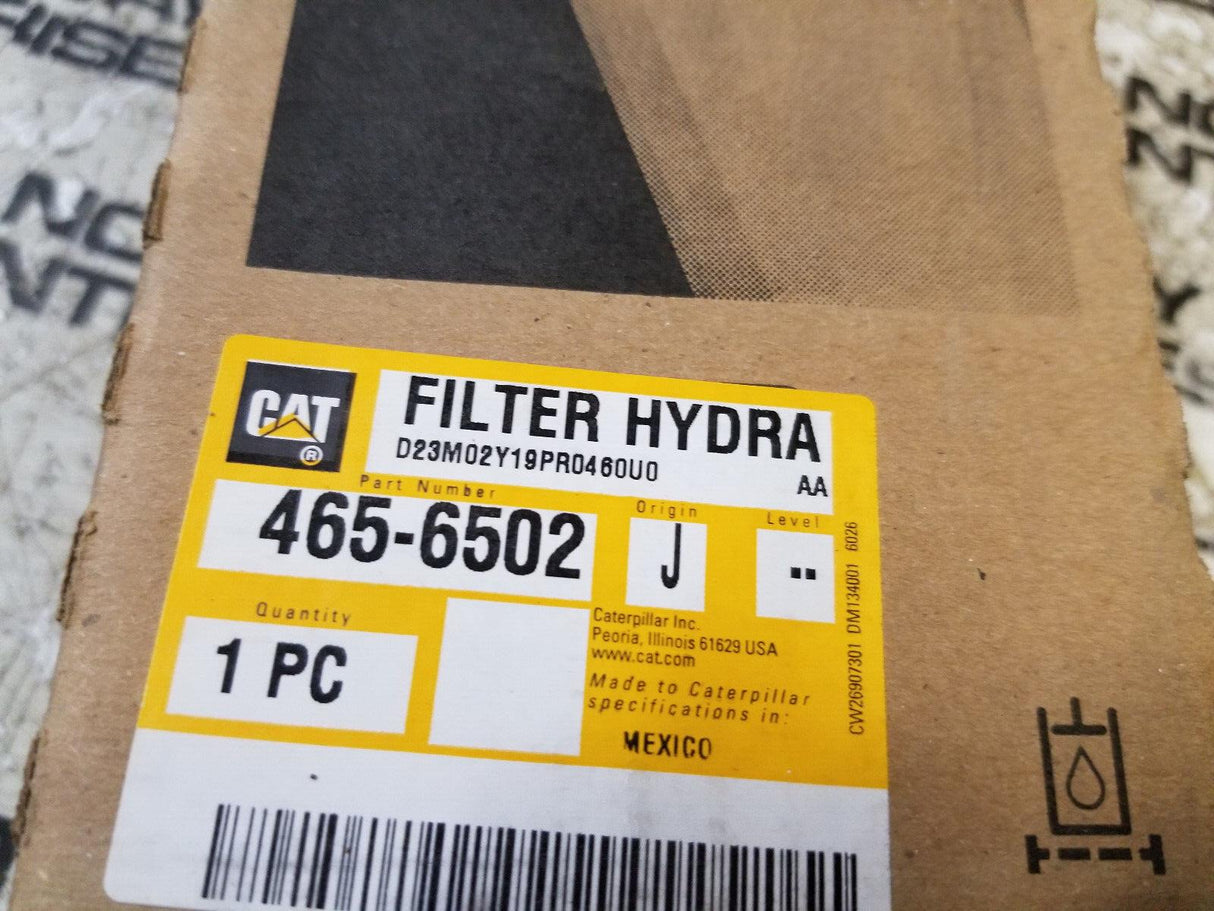 NO
CAT
®
FILTER HYDRA
D23M02Y19PR0460U0
AA
Part Number
465-6502
Origin
J
Level
Quantity
1 PC
Caterpillar Inc.
Peoria, Illinois 61629 USA
www.cat.com
Made to Caterpillar
specifications in:
MEXICO
CW26907301 DM134001 6026